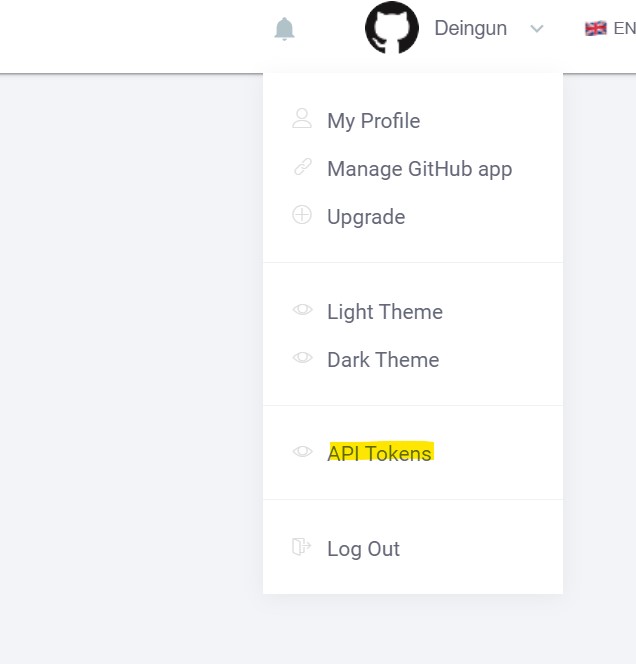 Deingun EN
My Profile
Manage GitHub app
Upgrade
Light Theme
Dark Theme
API Tokens
Log Out